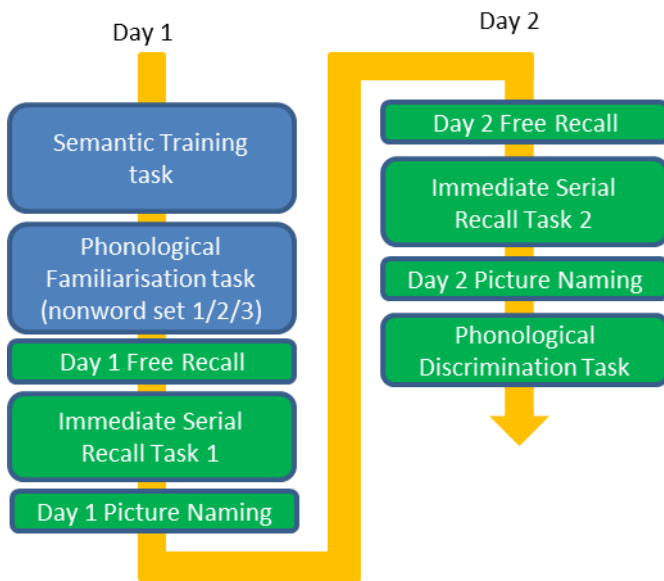 Day 1
Semantic Training
task
Phonological
Familiarisation task
(nonword set 1/2/3)
Day 1 Free Recall
Immediate Serial
Recall Task 1
Day 1 Picture Naming
Day 2
Day 2 Free Recall
Immediate Serial
Recall Task 2
Day 2 Picture Naming
Phonological
Discrimination Task